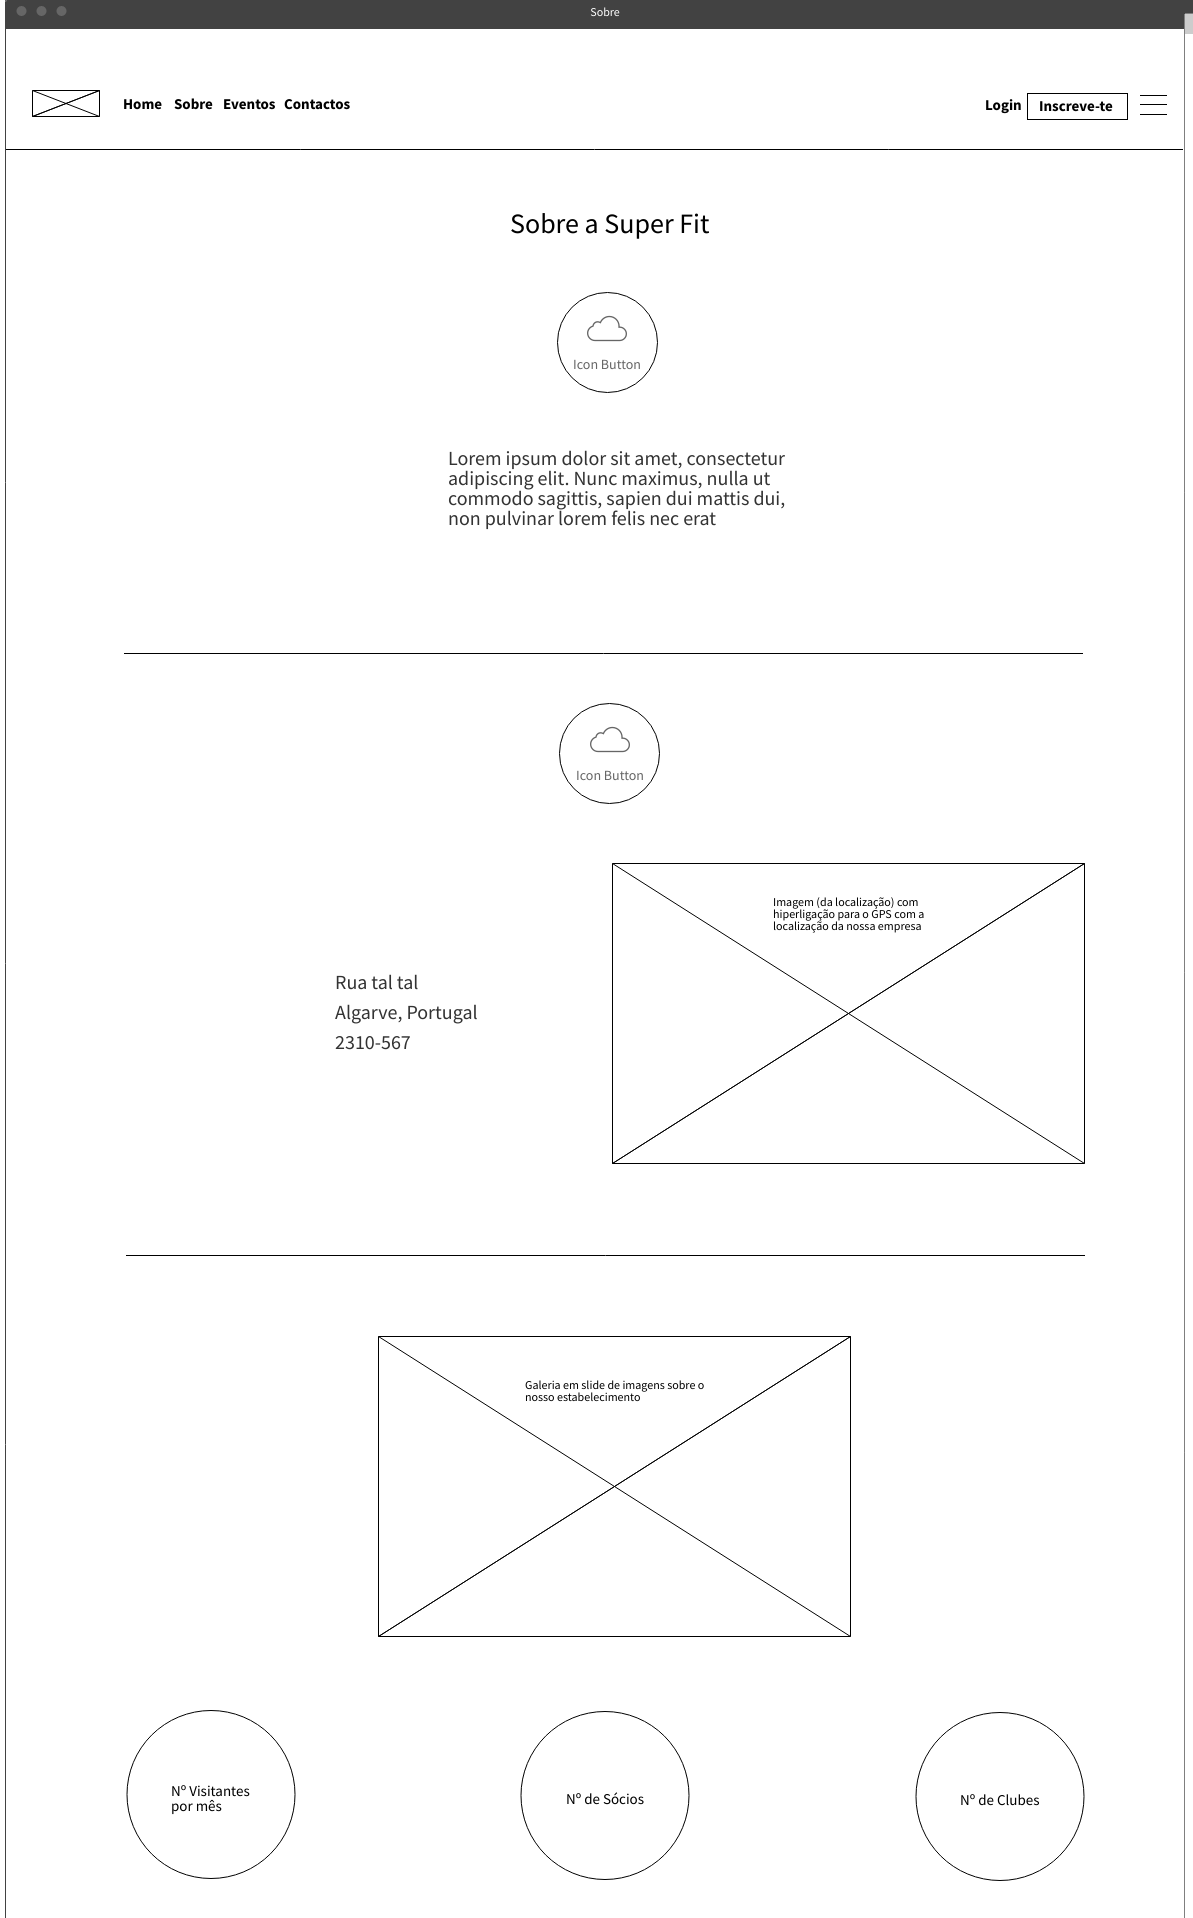 Sobre
Home Sobre Eventos Contactos
Login Inscreve-te
Sobre a Super Fit
Icon Button
Lorem ipsum dolor sit amet, consectetur
adipiscing elit. Nunc maximus, nulla ut
commodo sagittis, sapien dui mattis dui,
non pulvinar lorem felis nec erat
Icon Button
Imagem (da localização) com
hiperligação para o GPS com a
localização da nossa empresa
Rua tal tal
Algarve, Portugal
2310-567
Galeria em slide de imagens sobre o
nosso estabelecimento
Nº Visitantes
por mês
Nº de Sócios
Nº de Clubes